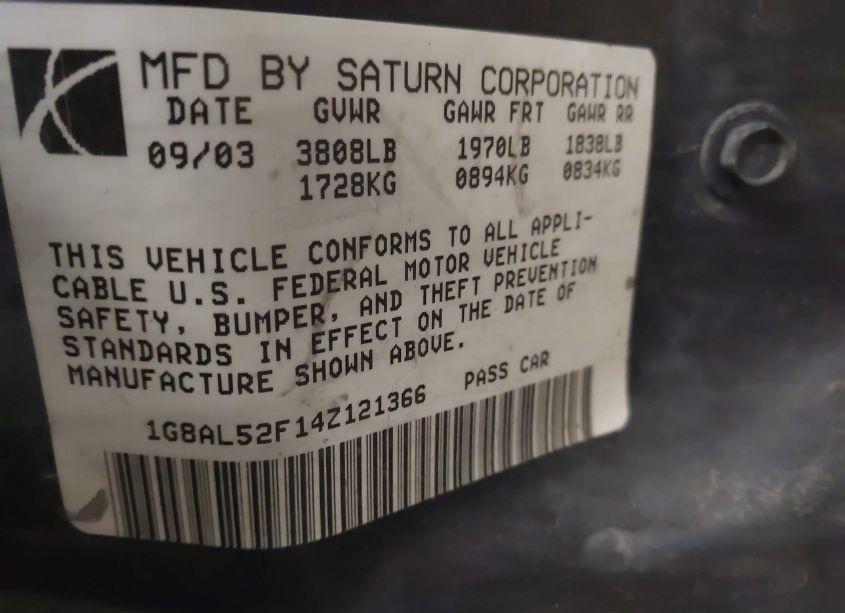 MFD BY SATURN CORPORATION
DATE GVWR GAWR FRT GAWR RR
09/03 3808LB 1970LB 1838LB
1728KG 0894KG 0834KG
THIS VEHICLE CONFORMS TO ALL APPLI-
CABLE U.S. FEDERAL MOTOR VEHICLE
SAFETY, BUMPER, AND THEFT PREVENTION
STANDARDS IN EFFECT ON THE DATE OF
MANUFACTURE SHOWN ABOVE.
1G8AL52F14Z121366 PASS CAR